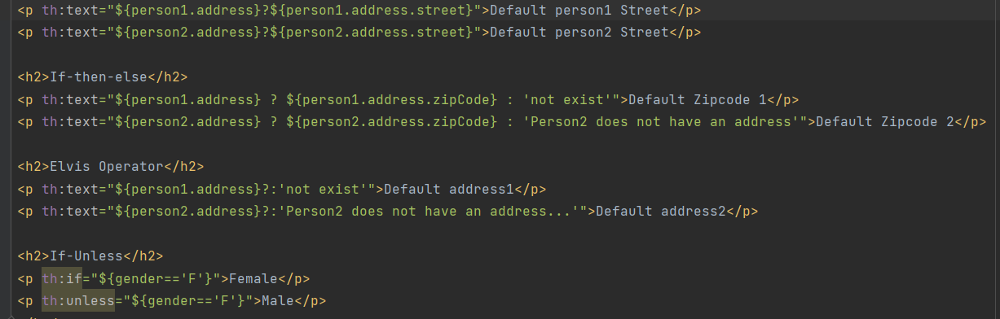 <p th:text="${person1.address}?${person1.address.street}">Default person1 Street</p>
<p th:text="${person2.address}?${person2.address.street}">Default person2 Street</p>
<h2>If-then-else</h2>
<p th:text="${person1.address} ? ${person1.address.zipCode} : 'not exist'">Default Zipcode 1</p>
<p th:text="${person2.address} ? ${person2.address.zipCode} : 'Person2 does not have an address'">Default Zipcode 2</p>
<h2>Elvis Operator</h2>
<p th:text="${person1.address}?:'not exist'">Default address1</p>
<p th:text="${person2.address}?:'Person2 does not have an address...'">Default address2</p>
<h2>If-Unless</h2>
<p th:if="${gender=='F'}">Female</p>
<p th:unless="${gender=='F'}">Male</p>